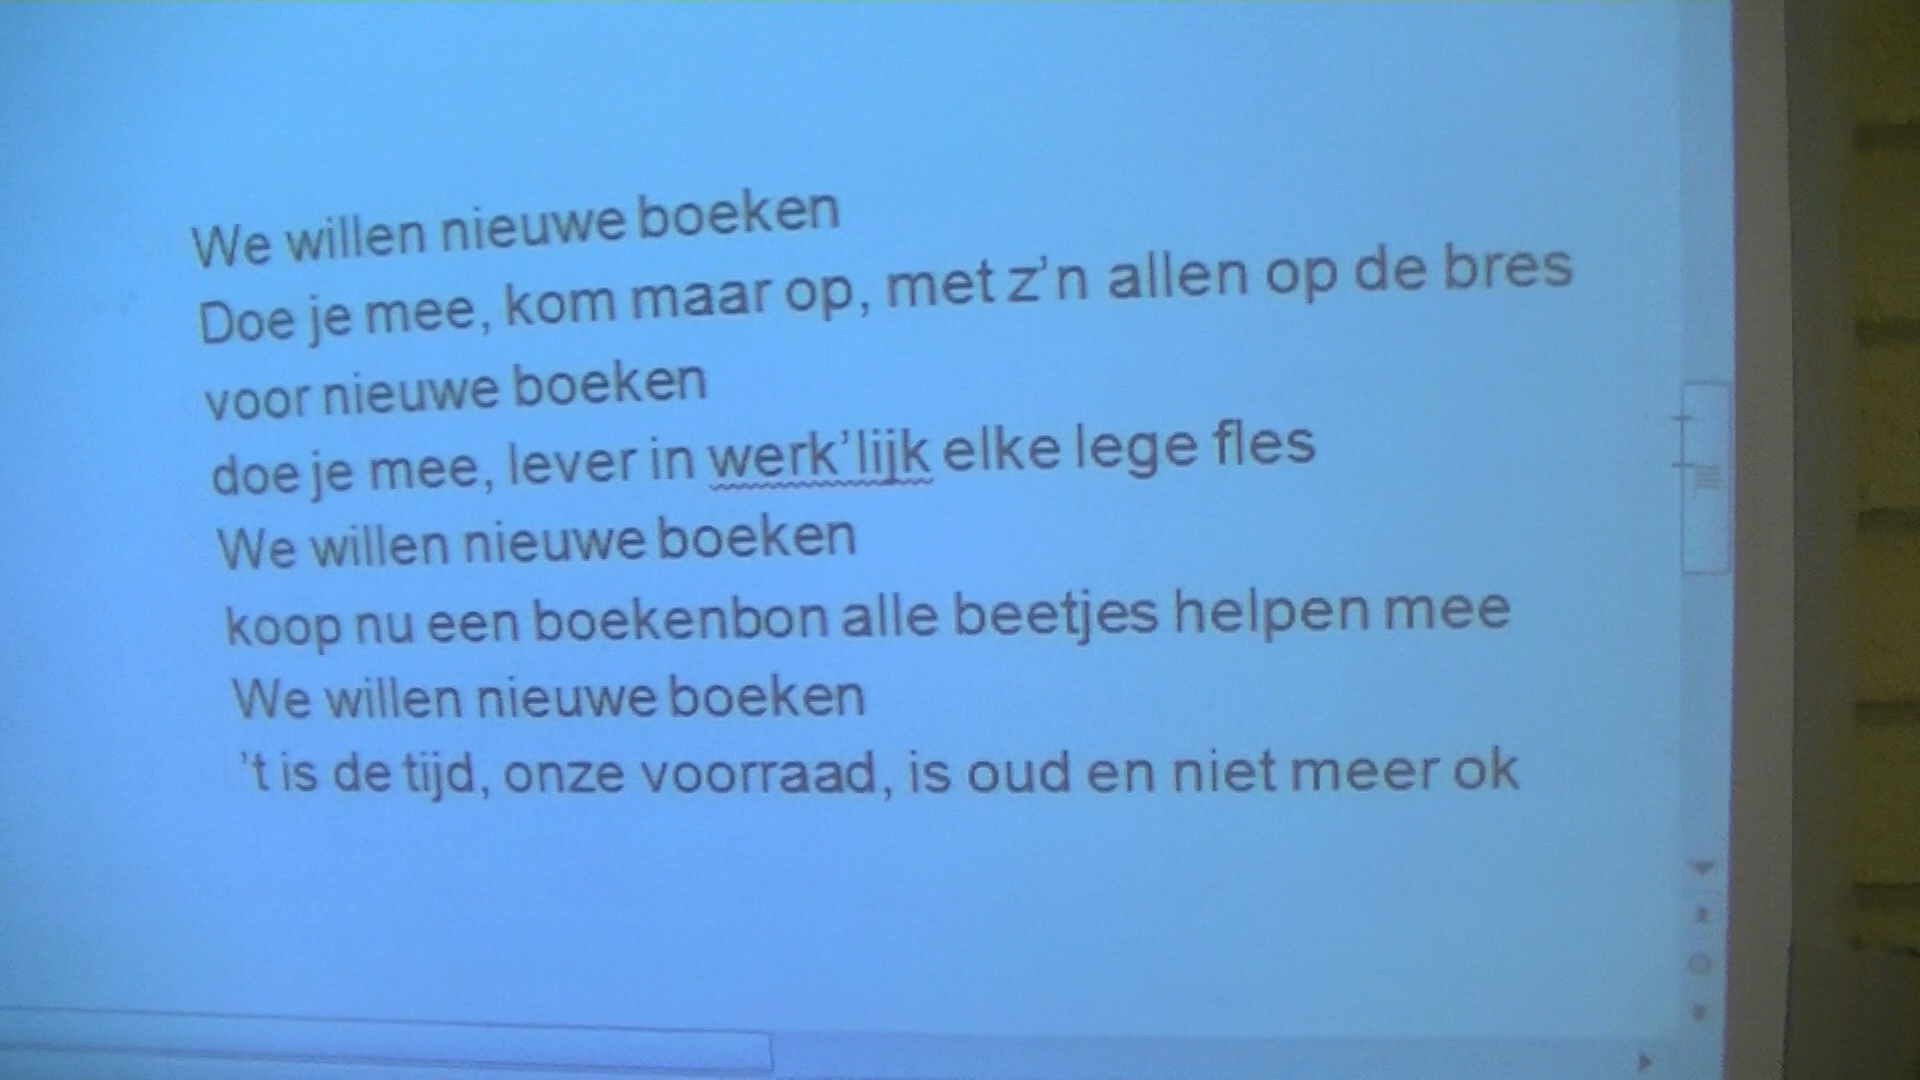 We willen nieuwe boeken
Doe je mee, kom maar op, met z'n allen op de bres
voor nieuwe boeken
doe je mee, lever in werk'lijk elke lege fles
We willen nieuwe boeken
koop nu een boekenbon alle beetjes helpen mee
We willen nieuwe boeken
't is de tijd, onze voorraad, is oud en niet meer ok